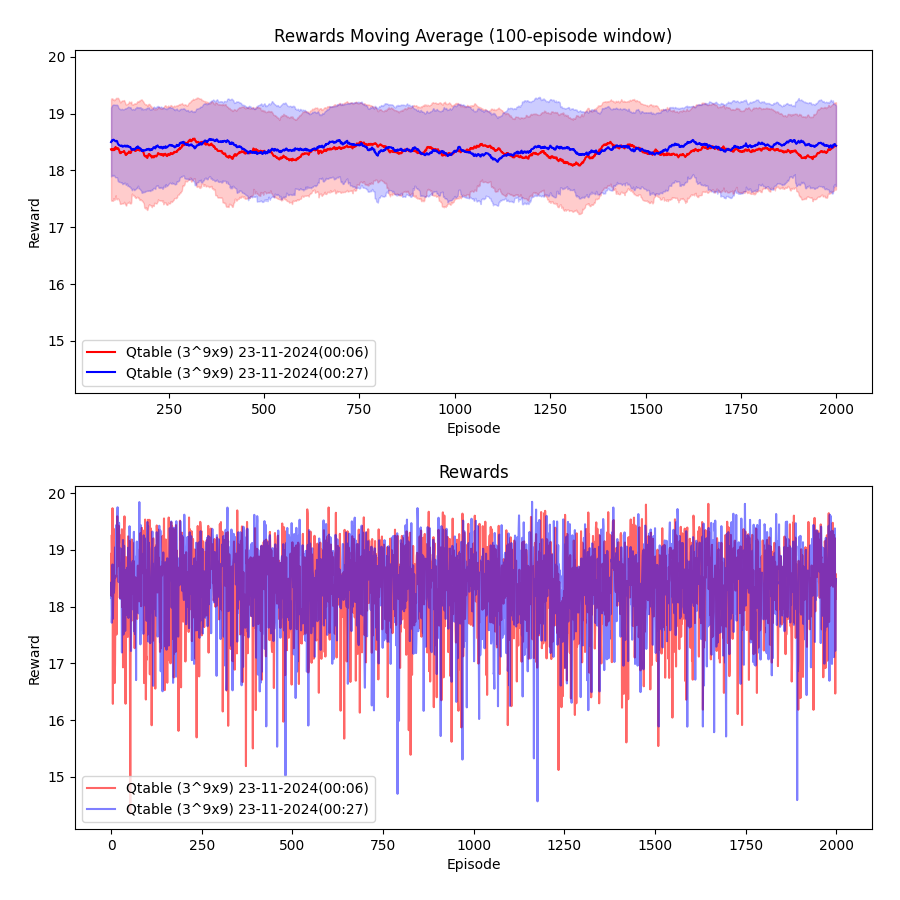 Rewards Moving Average (100-episode window)
20
19
18
17
16
15
Reward
Qtable (3^9x9) 23-11-2024(00:06)
Qtable (3^9x9) 23-11-2024(00:27)
250 500 750 1000 1250 1500 1750 2000
Episode
Rewards
20
19
18
17
16
15
Reward
Qtable (3^9x9) 23-11-2024(00:06)
Qtable (3^9x9) 23-11-2024(00:27)
0 250 500 750 1000 1250 1500 1750 2000
Episode